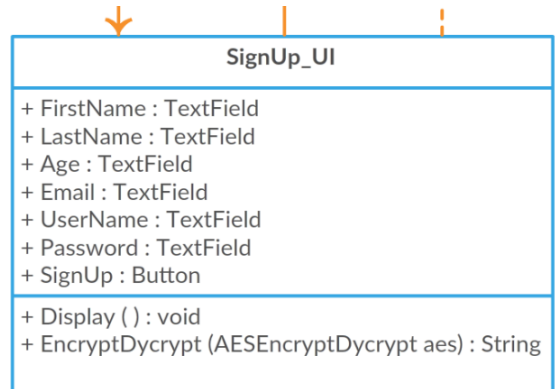 SignUp_UI
+ FirstName : TextField
+ LastName : TextField
+ Age : TextField
+ Email : TextField
+ UserName : TextField
+ Password : TextField
+ SignUp : Button
+ Display ( ) : void
+ EncryptDycrypt (AESEncryptDycrypt aes) : String